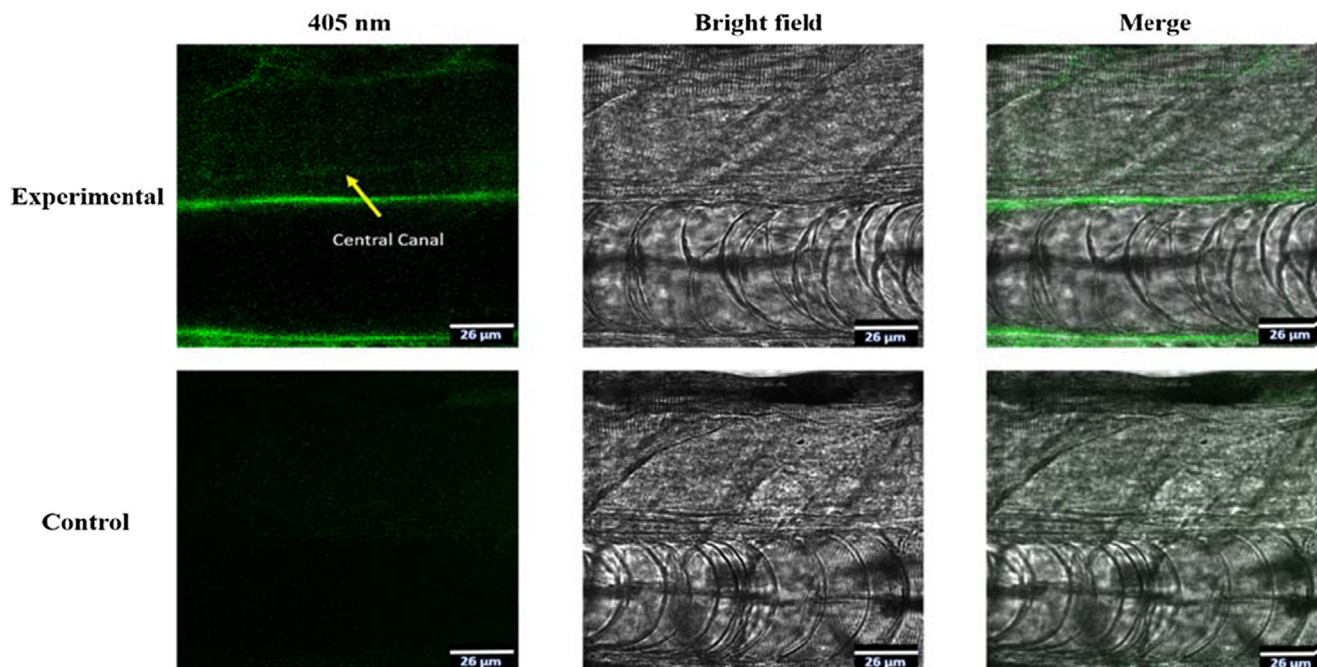 405 nm
Bright field
Merge
Experimental
Central Canal
26 µm
26 µm
26 µm
Control
26 µm
26 µm
26 µm